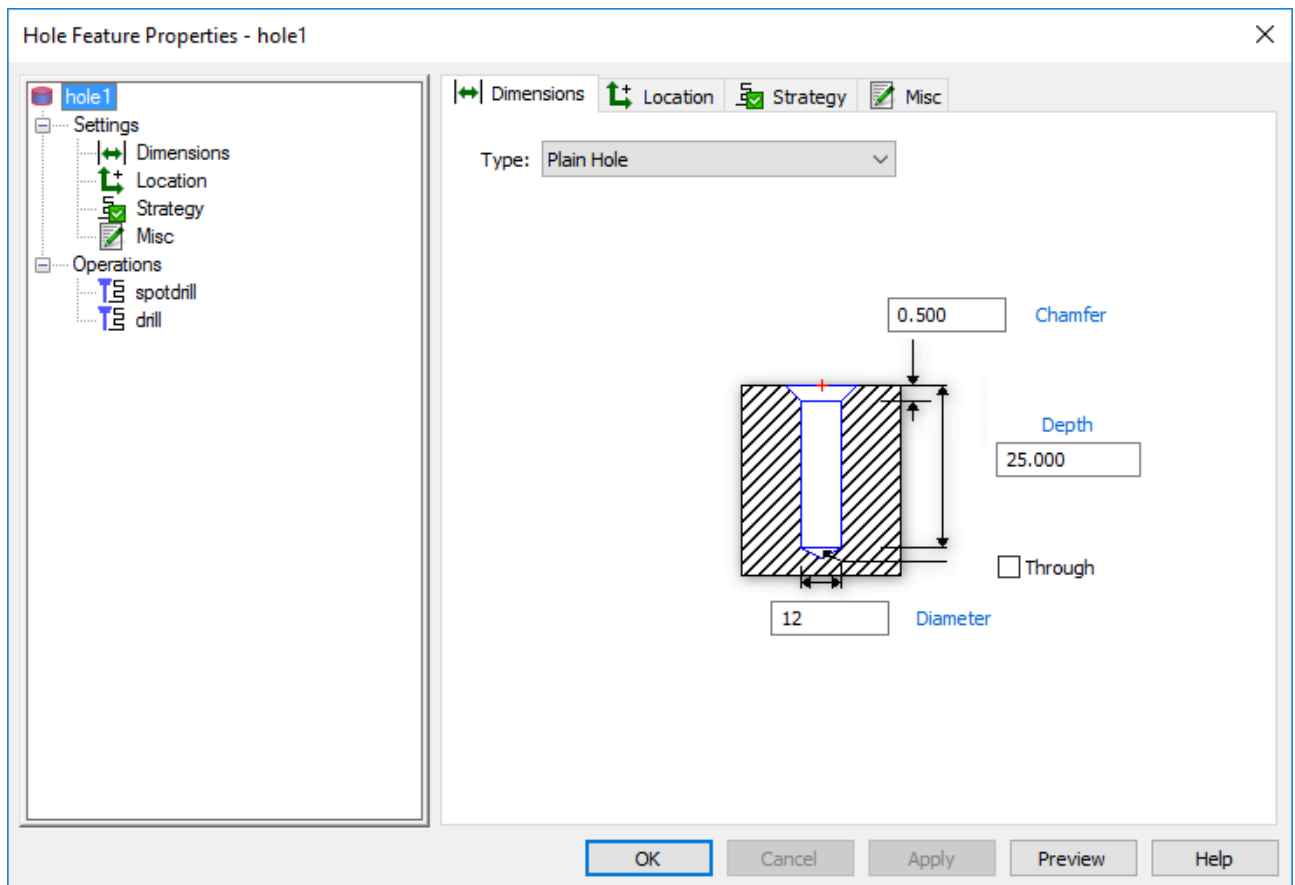 Hole Feature Properties - hole1
hole1
Settings
Dimensions
Location
Strategy
Misc
Operations
spotdrill
drill
Dimensions Location Strategy Misc
Type: Plain Hole
0.500 Chamfer
Depth
25.000
Through
12 Diameter
OK Cancel Apply Preview Help